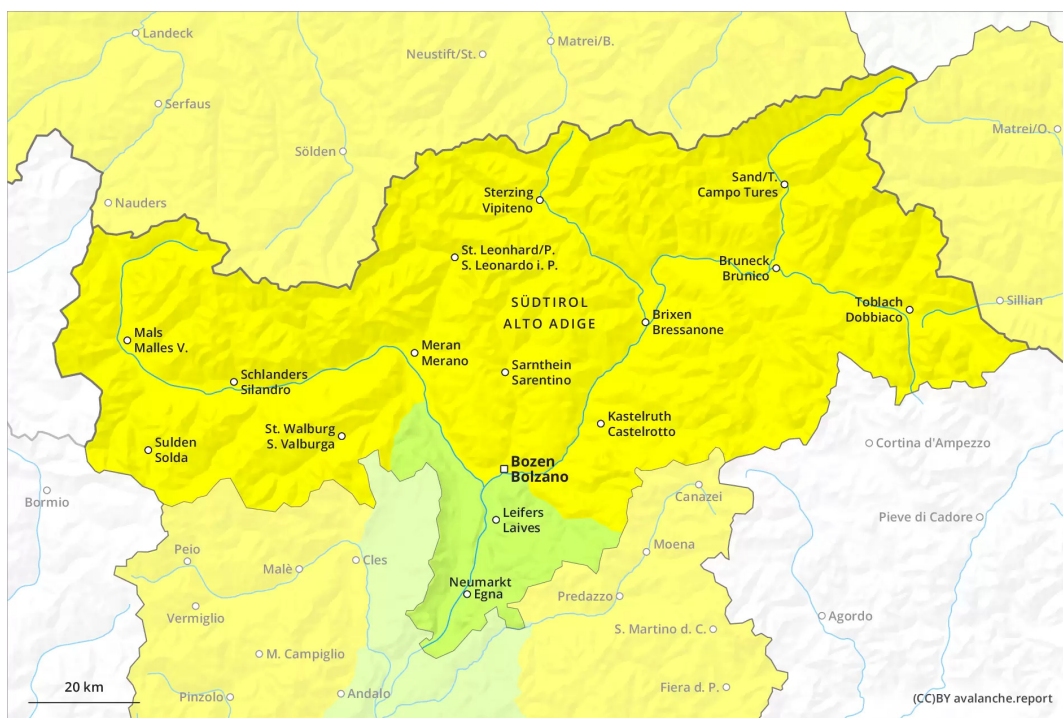 Landeck
Matrei/B.
Neustift/St.
Serfaus
Matrei/O.
Sölden
Sand/T.
Campo Tures
Sterzing
Vipiteno
Nauders
St. Leonhard/P.
S. Leonardo i. P.
Bruneck
Brunico
SÜDTIROL
ALTO ADIGE
Toblach
Dobbiaco
Sillian
Brixen
Bressanone
Mals
Malles V.
Meran
Merano
Sarnthein
Sarentino
Schlanders
Silandro
Kastelruth
Castelrotto
St. Walburg
S. Valburga
Sulden
Solda
Cortina d'Ampezzo
Bozen
Bolzano
Bormio
Canazei
Leifers
Laives
Pieve di Cadore
Peio
Moena
Cles
Malè
Neumarkt
Egna
Predazzo
Vermiglio
Agordo
S. Martino d. C.
M. Campiglio
20 km
Pinzolo
Andalo
Fiera d. P.
(CC)BY avalanche.report